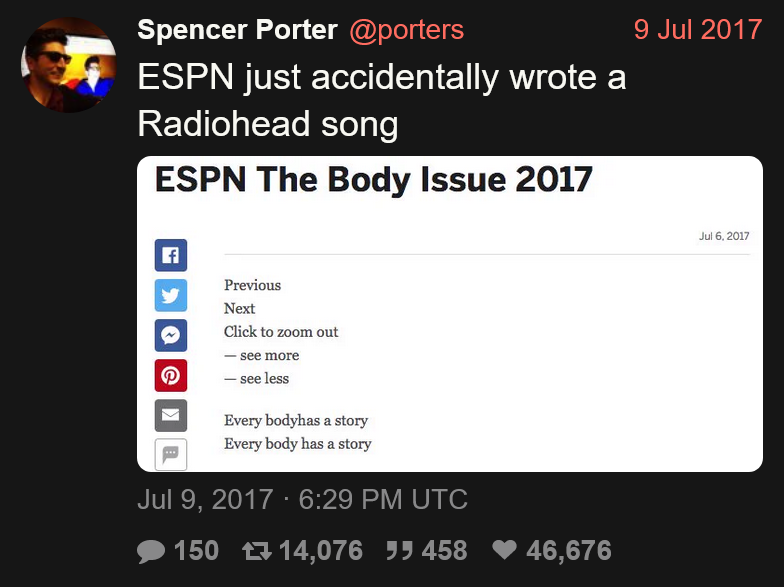 Spencer Porter @porters 9 Jul 2017
ESPN just accidentally wrote a
Radiohead song
ESPN The Body Issue 2017
Jul 6, 2017
Previous
Next
Click to zoom out
— see more
— see less
Every bodyhas a story
Every body has a story
Jul 9, 2017 · 6:29 PM UTC
150 14,076 458 46,676